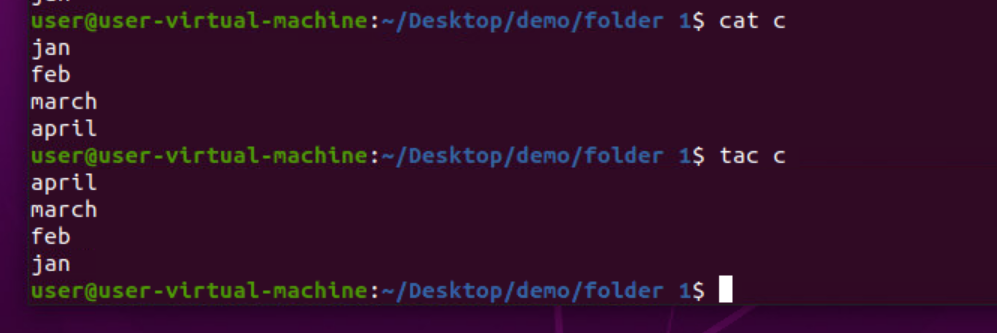 user@user-virtual-machine:~/Desktop/demo/folder 1$ cat c
jan
feb
march
april
user@user-virtual-machine:~/Desktop/demo/folder 1$ tac c
april
march
feb
jan
user@user-virtual-machine:~/Desktop/demo/folder 1$